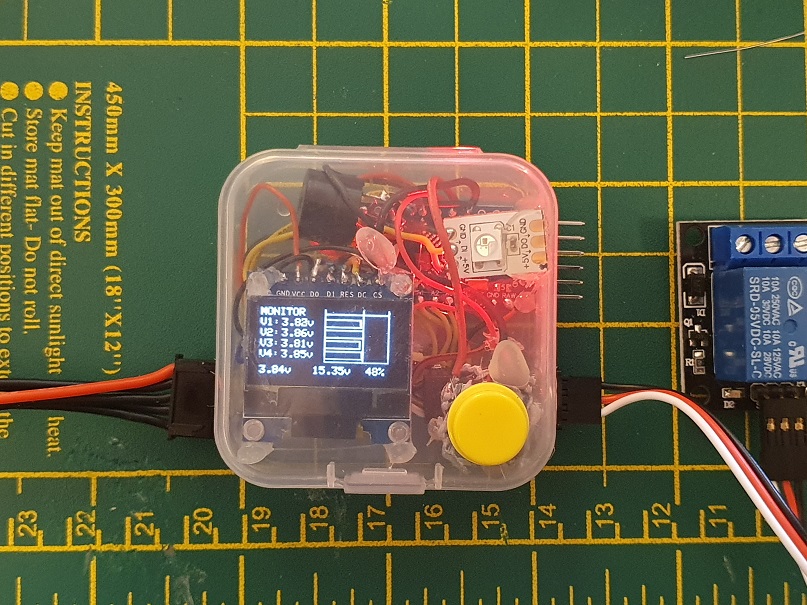 10A 250VAC 10A 125VAC
10A 30VDC 10A 28VDC
SRD-05VDC-SL-C
11
12
13
14
15
16
17
18
19
20
21
22
23
+5V DO GND
GND DI +5V
GND VCC D0 D1 RES DC CS
MONITOR
V1:3.83v
V2:3.86v
V3:3.81v
V4:3.85v
3.84v 15.35v 48%
450mm X 300mm (18''X12'')
INSTRUCTIONS
Keep mat out of direct sunlight heat.
Store mat flat- Do not roll.
Cut in different positions to the